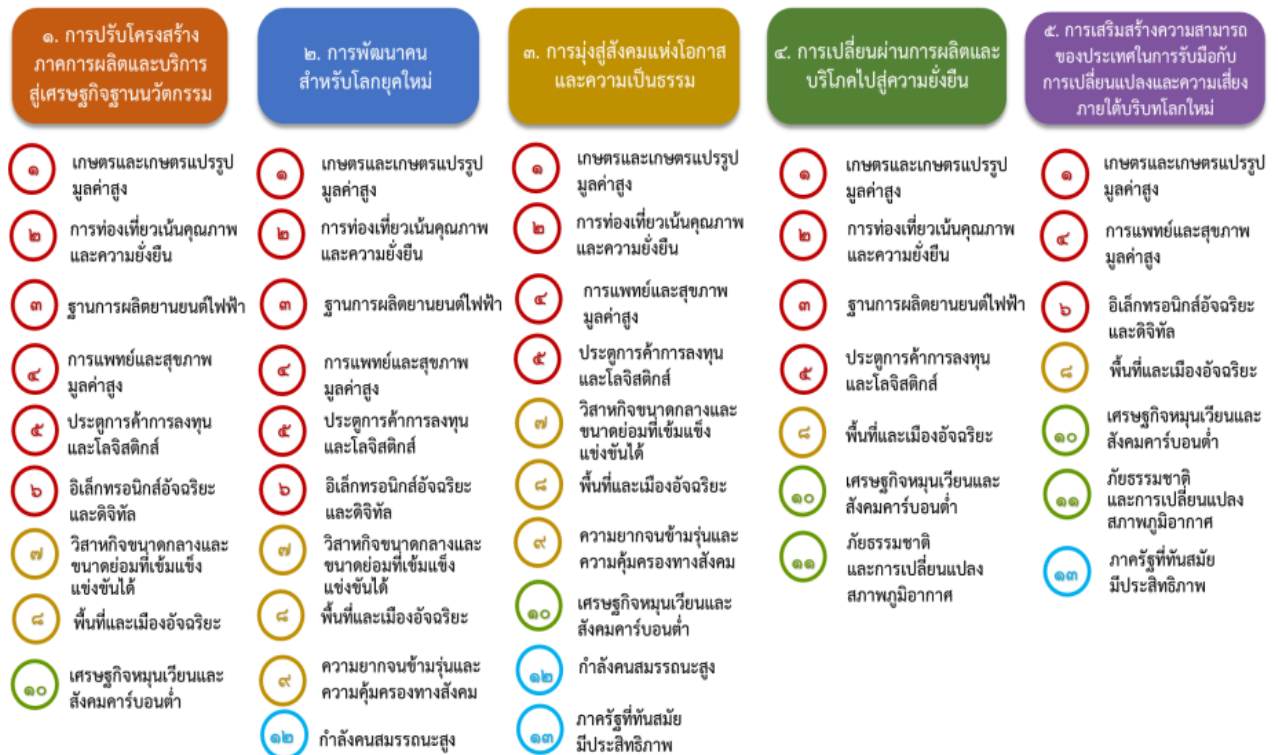 ๑. การปรับโครงสร้าง
ภาคการผลิตและบริการ
สู่เศรษฐกิจฐานนวัตกรรม
๑
เกษตรและเกษตรแปรรูป
มูลค่าสูง
๒
การท่องเที่ยวเน้นคุณภาพ
และความยั่งยืน
๓
ฐานการผลิตยานยนต์ไฟฟ้า
๔
การแพทย์และสุขภาพ
มูลค่าสูง
๕
ประตูการค้าการลงทุน
และโลจิสติกส์
๖
อิเล็กทรอนิกส์อัจฉริยะ
และดิจิทัล
๗
วิสาหกิจขนาดกลางและ
ขนาดย่อมที่เข้มแข็ง
แข่งขันได้
๘
พื้นที่และเมืองอัจฉริยะ
๑๐
เศรษฐกิจหมุนเวียนและ
สังคมคาร์บอนต่ำ
๒. การพัฒนาคน
สำหรับโลกยุคใหม่
๑
เกษตรและเกษตรแปรรูป
มูลค่าสูง
๒
การท่องเที่ยวเน้นคุณภาพ
และความยั่งยืน
๓
ฐานการผลิตยานยนต์ไฟฟ้า
๔
การแพทย์และสุขภาพ
มูลค่าสูง
๕
ประตูการค้าการลงทุน
และโลจิสติกส์
๖
อิเล็กทรอนิกส์อัจฉริยะ
และดิจิทัล
๗
วิสาหกิจขนาดกลางและ
ขนาดย่อมที่เข้มแข็ง
แข่งขันได้
๘
พื้นที่และเมืองอัจฉริยะ
๙
ความยากจนข้ามรุ่นและ
ความคุ้มครองทางสังคม
๑๒
กำลังคนสมรรถนะสูง
๓. การมุ่งสู่สังคมแห่งโอกาส
และความเป็นธรรม
๑
เกษตรและเกษตรแปรรูป
มูลค่าสูง
๒
การท่องเที่ยวเน้นคุณภาพ
และความยั่งยืน
๔
การแพทย์และสุขภาพ
มูลค่าสูง
๕
ประตูการค้าการลงทุน
และโลจิสติกส์
๗
วิสาหกิจขนาดกลางและ
ขนาดย่อมที่เข้มแข็ง
แข่งขันได้
๘
พื้นที่และเมืองอัจฉริยะ
๙
ความยากจนข้ามรุ่นและ
ความคุ้มครองทางสังคม
๑๐
เศรษฐกิจหมุนเวียนและ
สังคมคาร์บอนต่ำ
๑๒
กำลังคนสมรรถนะสูง
๑๓
ภาครัฐที่ทันสมัย
มีประสิทธิภาพ
๔. การเปลี่ยนผ่านการผลิตและ
บริโภคไปสู่ความยั่งยืน
๑
เกษตรและเกษตรแปรรูป
มูลค่าสูง
๒
การท่องเที่ยวเน้นคุณภาพ
และความยั่งยืน
๓
ฐานการผลิตยานยนต์ไฟฟ้า
๕
ประตูการค้าการลงทุน
และโลจิสติกส์
๘
พื้นที่และเมืองอัจฉริยะ
๑๐
เศรษฐกิจหมุนเวียนและ
สังคมคาร์บอนต่ำ
๑๑
ภัยธรรมชาติ
และการเปลี่ยนแปลง
สภาพภูมิอากาศ
๕. การเสริมสร้างความสามารถ
ของประเทศในการรับมือกับ
การเปลี่ยนแปลงและความเสี่ยง
ภายใต้บริบทโลกใหม่
๑
เกษตรและเกษตรแปรรูป
มูลค่าสูง
๔
การแพทย์และสุขภาพ
มูลค่าสูง
๖
อิเล็กทรอนิกส์อัจฉริยะ
และดิจิทัล
๘
พื้นที่และเมืองอัจฉริยะ
๑๐
เศรษฐกิจหมุนเวียนและ
สังคมคาร์บอนต่ำ
๑๑
ภัยธรรมชาติ
และการเปลี่ยนแปลง
สภาพภูมิอากาศ
๑๓
ภาครัฐที่ทันสมัย
มีประสิทธิภาพ